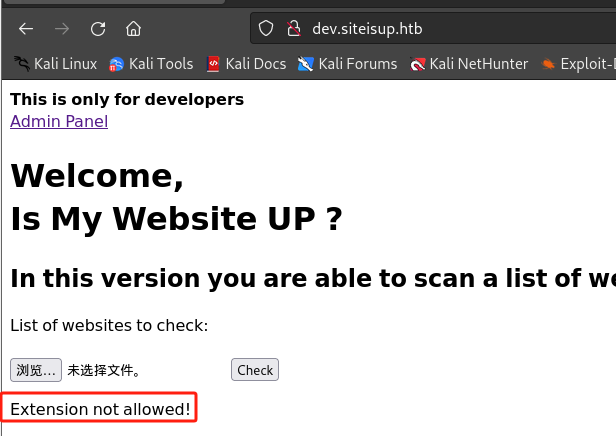 dev.siteisup.htb
Kali Linux Kali Tools Kali Docs Kali Forums Kali NetHunter Exploit-
This is only for developers
Admin Panel
Welcome,
Is My Website UP ?
In this version you are able to scan a list of we
List of websites to check:
浏览… 未选择文件。 Check
Extension not allowed!